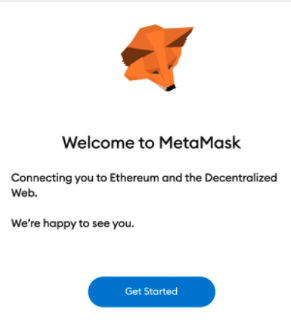 Welcome to MetaMask
Connecting you to Ethereum and the Decentralized
Web.
We're happy to see you.
Get Started